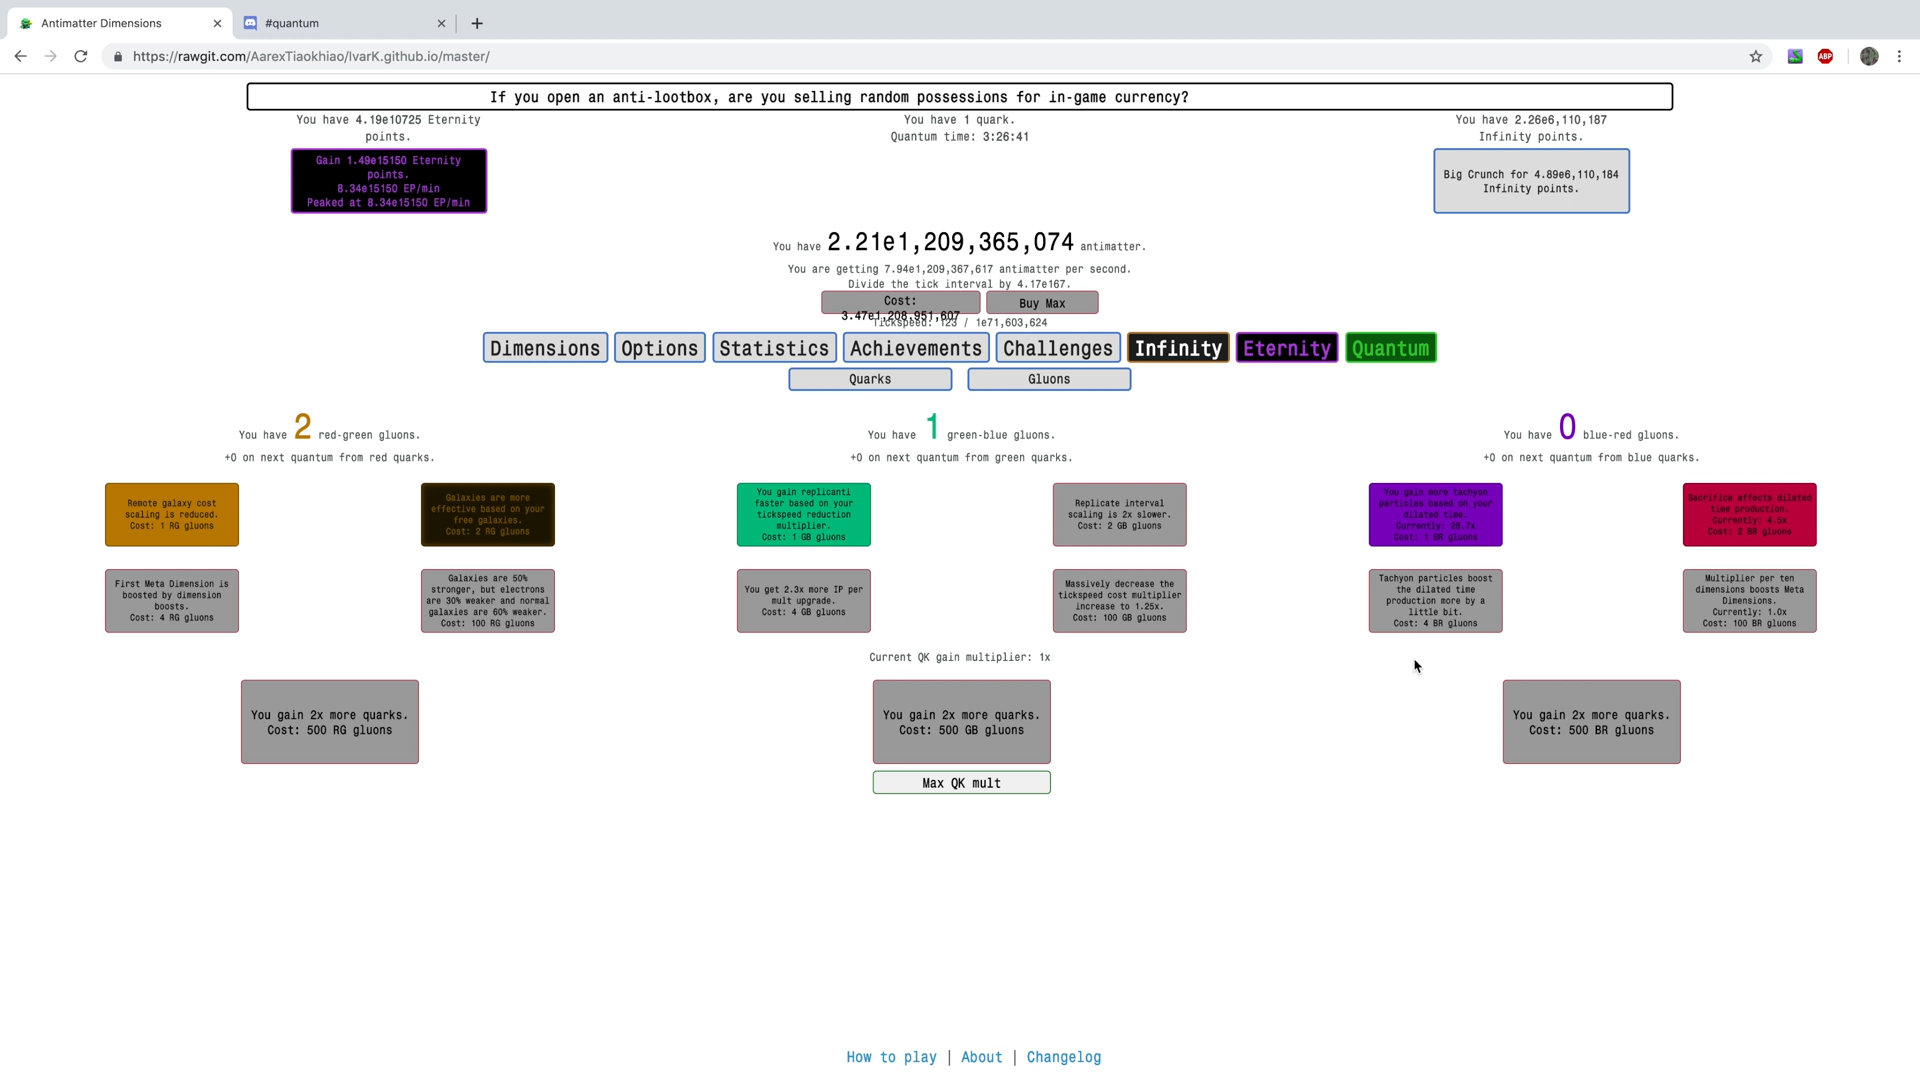 Antimatter Dimensions
#quantum
https://rawgit.com/AarexTiaokhiao/IvarK.github.io/master/
ABP
If you open an anti-lootbox, are you selling random possessions for in-game currency?
You have 4.19e10725 Eternity
points.
Gain 1.49e15150 Eternity
points.
8.34e15150 EP/min
Peaked at 8.34e15150 EP/min
You have 1 quark.
Quantum time: 3:26:41
You have 2.26e6,110,187
Infinity points.
Big Crunch for 4.89e6,110,184
Infinity points.
You have 2.21e1,209,365,074 antimatter.
You are getting 7.94e1,209,367,617 antimatter per second.
Divide the tick interval by 4.17e167.
Cost:
3.47e1,208,951,607
Buy Max
Tickspeed: 123 / 1e71,603,624
Dimensions
Options
Statistics
Achievements
Challenges
Infinity
Eternity
Quantum
Quarks
Gluons
You have 2 red-green gluons.
+0 on next quantum from red quarks.
You have 1 green-blue gluons.
+0 on next quantum from green quarks.
You have 0 blue-red gluons.
+0 on next quantum from blue quarks.
Remote galaxy cost
scaling is reduced.
Cost: 1 RG gluons
Galaxies are more
effective based on your
free galaxies.
Cost: 2 RG gluons
You gain replicanti
faster based on your
tickspeed reduction
multiplier.
Cost: 1 GB gluons
Replicate interval
scaling is 2x slower.
Cost: 2 GB gluons
You gain more tachyon
particles based on your
dilated time.
Currently: 28.7x
Cost: 1 BR gluons
Sacrifice affects dilated
time production.
Currently: 4.5x
Cost: 2 BR gluons
First Meta Dimension is
boosted by dimension
boosts.
Cost: 4 RG gluons
Galaxies are 50%
stronger, but electrons
are 30% weaker and normal
galaxies are 60% weaker.
Cost: 100 RG gluons
You get 2.3x more IP per
mult upgrade.
Cost: 4 GB gluons
Massively decrease the
tickspeed cost multiplier
increase to 1.25x.
Cost: 100 GB gluons
Tachyon particles boost
the dilated time
production more by a
little bit.
Cost: 4 BR gluons
Multiplier per ten
dimensions boosts Meta
Dimensions.
Currently: 1.0x
Cost: 100 BR gluons
Current QK gain multiplier: 1x
You gain 2x more quarks.
Cost: 500 RG gluons
You gain 2x more quarks.
Cost: 500 GB gluons
You gain 2x more quarks.
Cost: 500 BR gluons
Max QK mult
How to play | About | Changelog